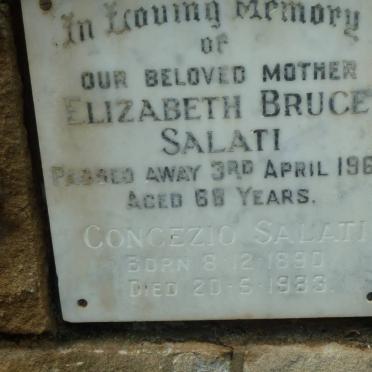 In Loving Memory
OF
OUR BELOVED MOTHER
ELIZABETH BRUCE
SALATI
PASSED AWAY 3RD APRIL 196
AGED 68 YEARS.
CONCEZIO SALATI
BORN 8-12-1890
DIED 20-5-1983.